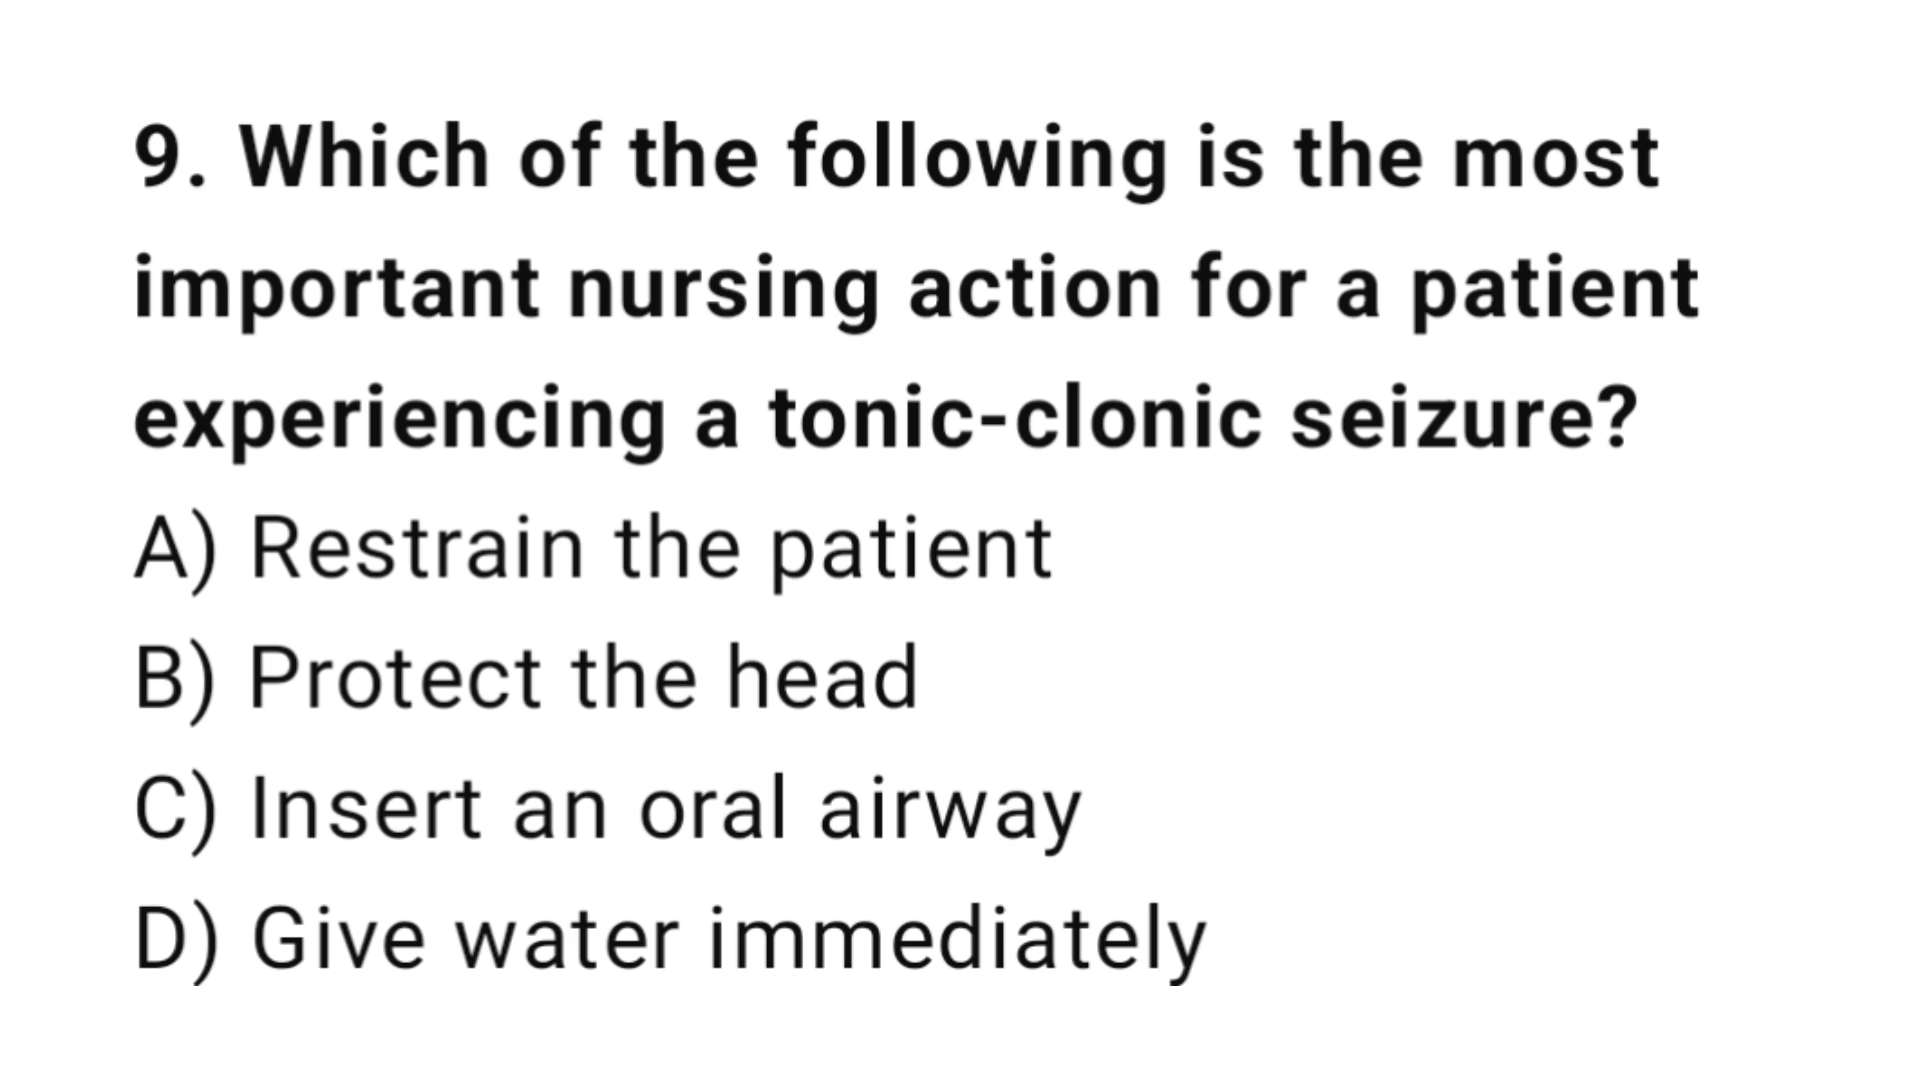 9. Which of the following is the most
important nursing action for a patient
experiencing a tonic-clonic seizure?
A) Restrain the patient
B) Protect the head
C) Insert an oral airway
D) Give water immediately